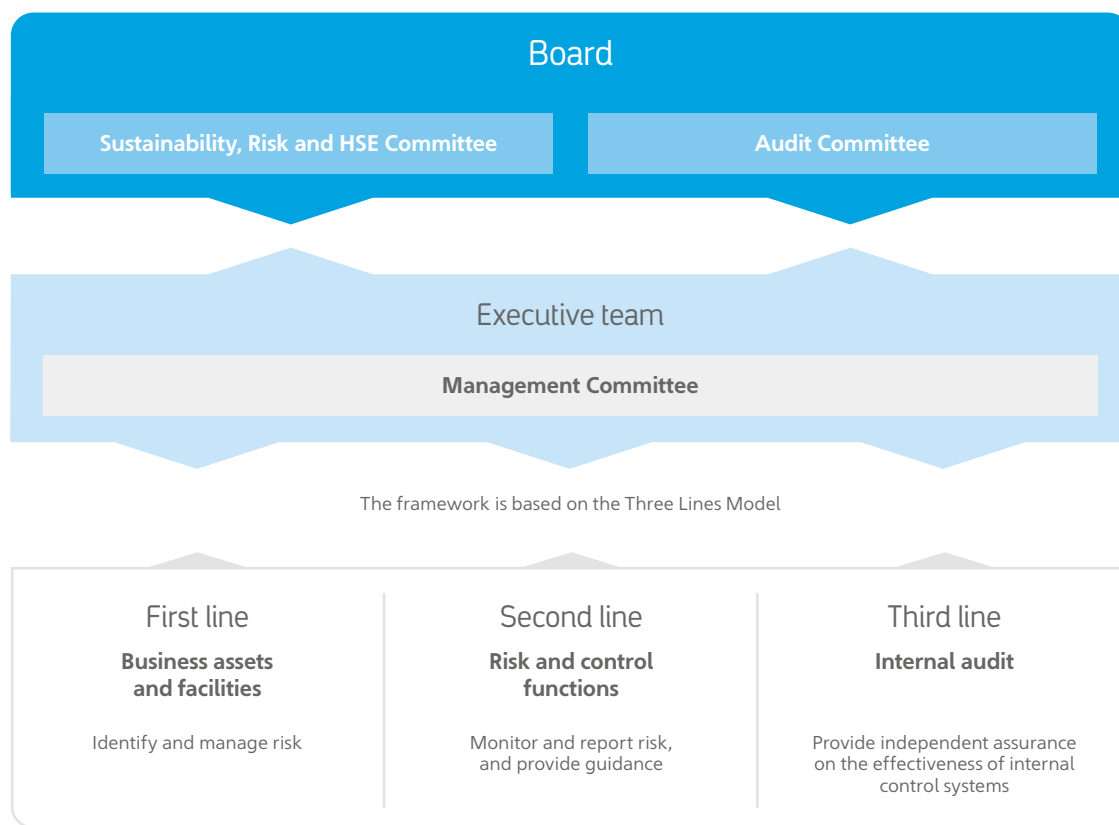 Board
Sustainability, Risk and HSE Committee
Audit Committee
Executive team
Management Committee
The framework is based on the Three Lines Model
First line
Business assets
and facilities
Identify and manage risk
Second line
Risk and control
functions
Monitor and report risk,
and provide guidance
Third line
Internal audit
Provide independent assurance
on the effectiveness of internal
control systems